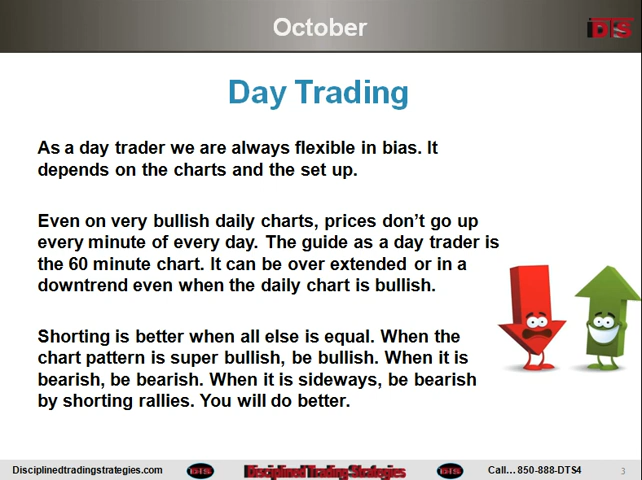 October
iDTS
Day Trading
As a day trader we are always flexible in bias. It
depends on the charts and the set up.
Even on very bullish daily charts, prices don't go up
every minute of every day. The guide as a day trader is
the 60 minute chart. It can be over extended or in a
downtrend even when the daily chart is bullish.
Shorting is better when all else is equal. When the
chart pattern is super bullish, be bullish. When it is
bearish, be bearish. When it is sideways, be bearish
by shorting rallies. You will do better.
Disciplinedtradingstrategies.com
DTS
Disciplined Trading Strategies
DTS
Call... 850-888-DTS4
3